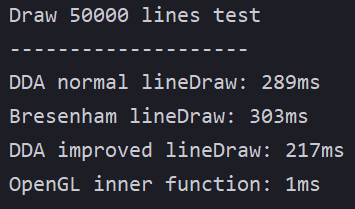 Draw 50000 lines test
--------------------
DDA normal lineDraw: 289ms
Bresenham lineDraw: 303ms
DDA improved lineDraw: 217ms
OpenGL inner function: 1ms